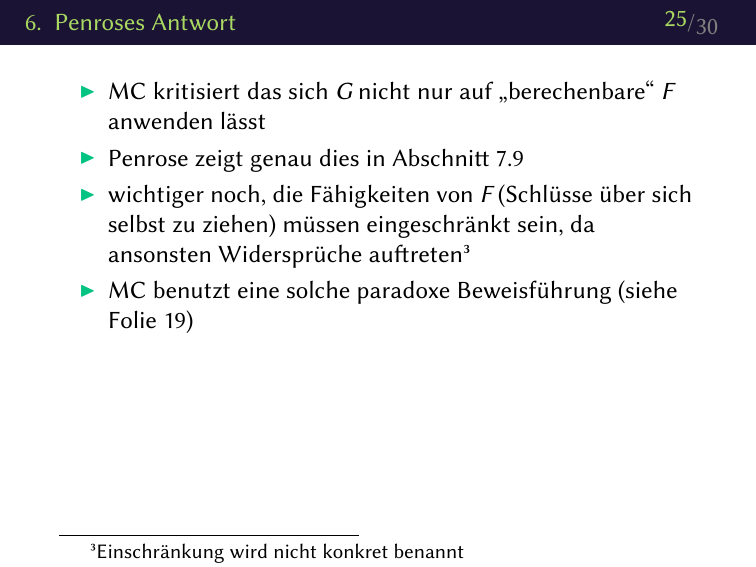 6. Penroses Antwort 25/30
▶ MC kritisiert das sich G nicht nur auf „berechenbare“ F
anwenden lässt
▶ Penrose zeigt genau dies in Abschnitt 7.9
▶ wichtiger noch, die Fähigkeiten von F (Schlüsse über sich
selbst zu ziehen) müssen eingeschränkt sein, da
ansonsten Widersprüche auftreten³
▶ MC benutzt eine solche paradoxe Beweisführung (siehe
Folie 19)
³Einschränkung wird nicht konkret benannt